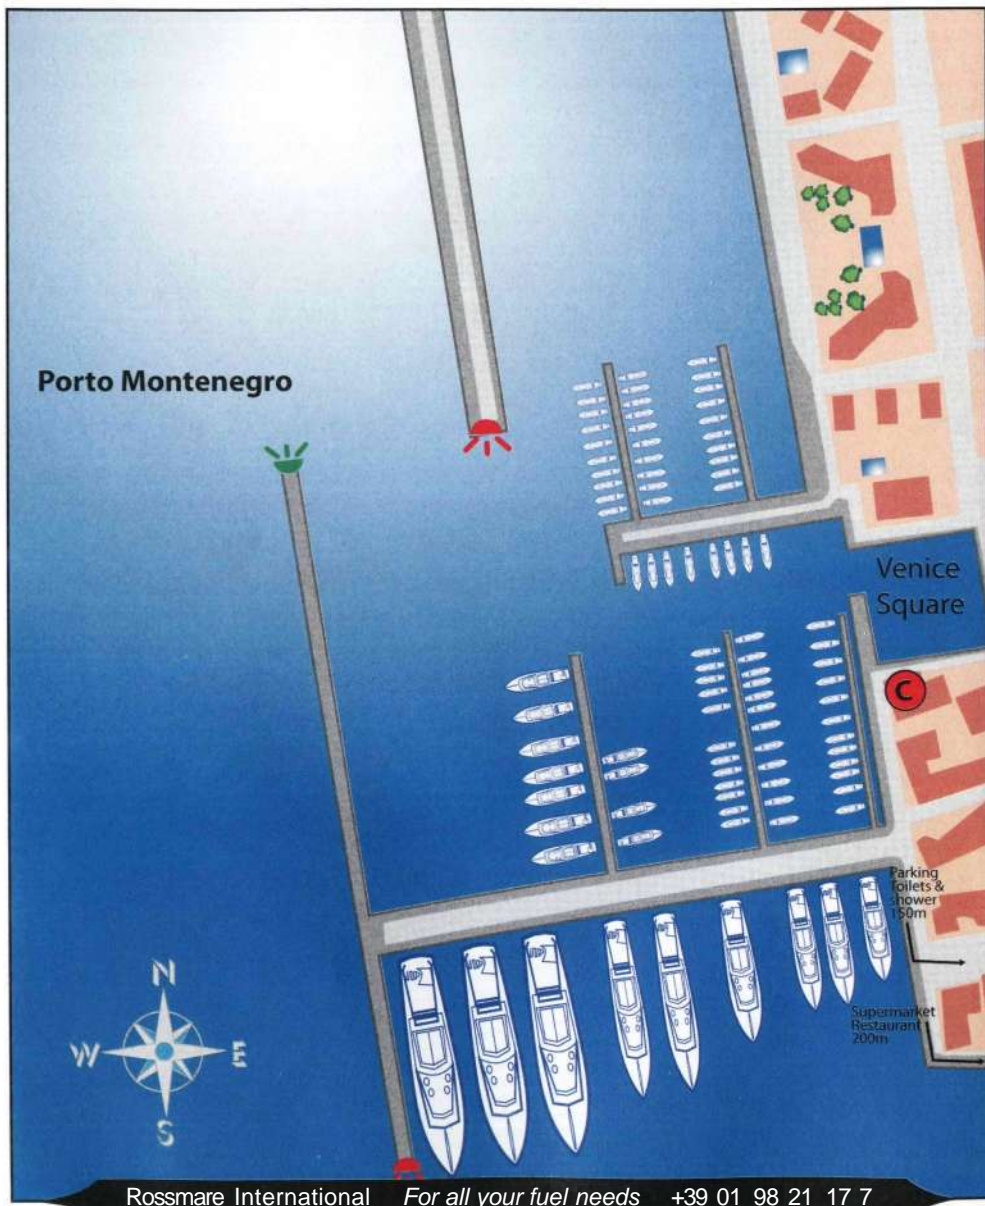 Porto Montenegro
Venice
Square
C
Parking
Toilets &
shower
150m
Supermarket
Restaurant
200m
N
W E
S
Rossmare International For all your fuel needs +39 01 98 21 17 7